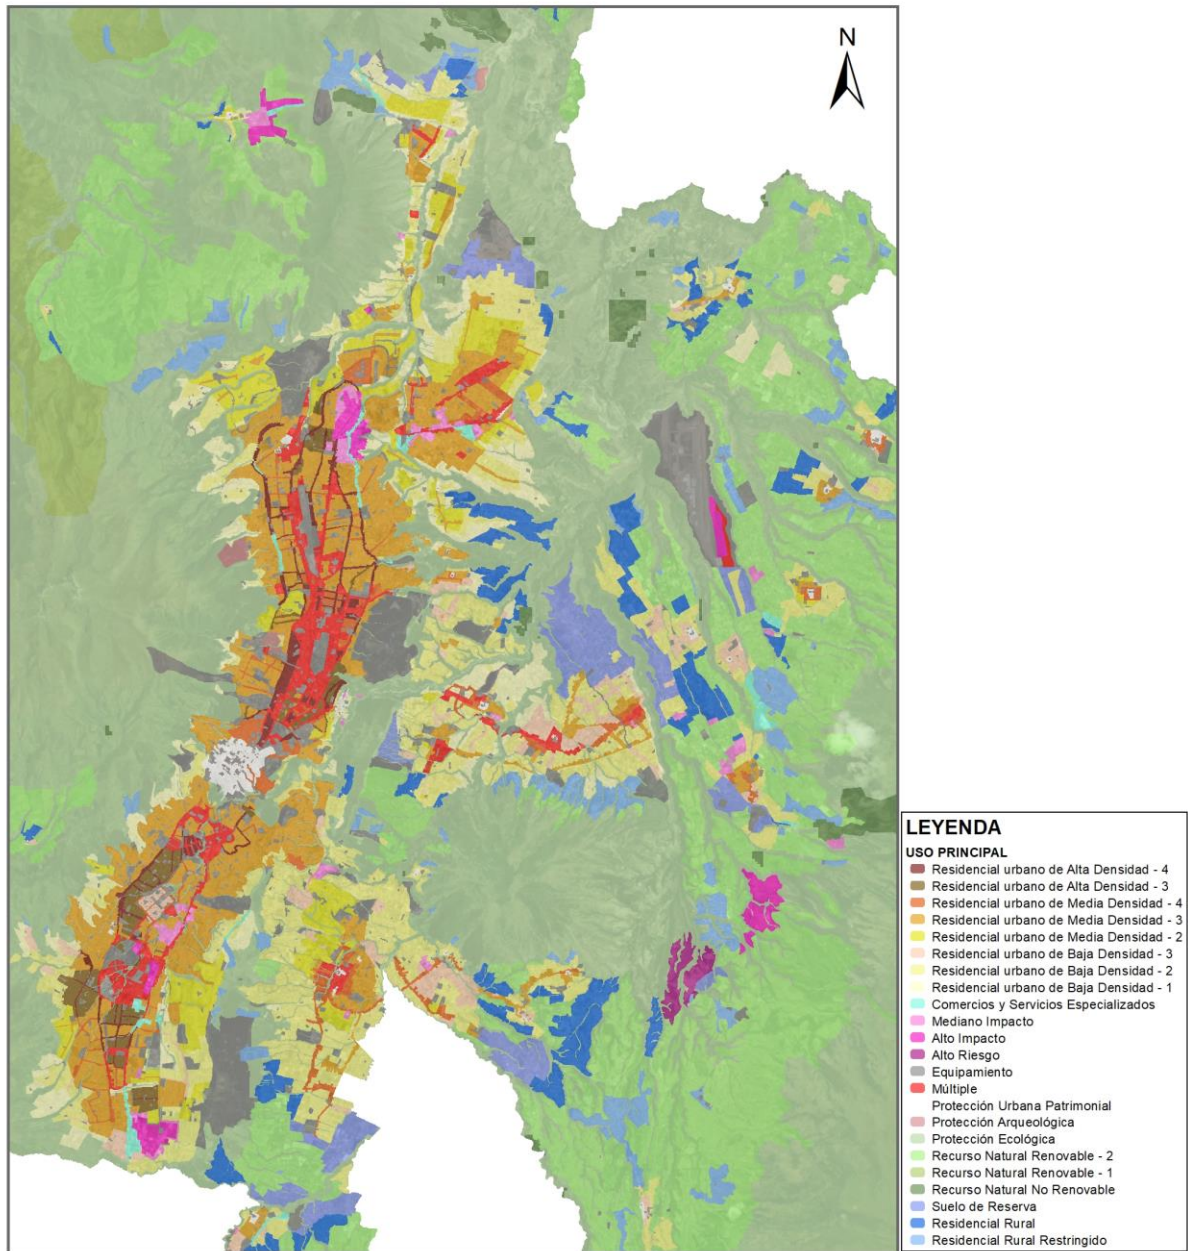 N
LEYENDA
USO PRINCIPAL
Residencial urbano de Alta Densidad - 4
Residencial urbano de Alta Densidad - 3
Residencial urbano de Media Densidad - 4
Residencial urbano de Media Densidad - 3
Residencial urbano de Media Densidad - 2
Residencial urbano de Baja Densidad - 3
Residencial urbano de Baja Densidad - 2
Residencial urbano de Baja Densidad - 1
Comercios y Servicios Especializados
Mediano Impacto
Alto Impacto
Alto Riesgo
Equipamiento
Múltiple
Protección Urbana Patrimonial
Protección Arqueológica
Protección Ecológica
Recurso Natural Renovable - 2
Recurso Natural Renovable - 1
Recurso Natural No Renovable
Suelo de Reserva
Residencial Rural
Residencial Rural Restringido